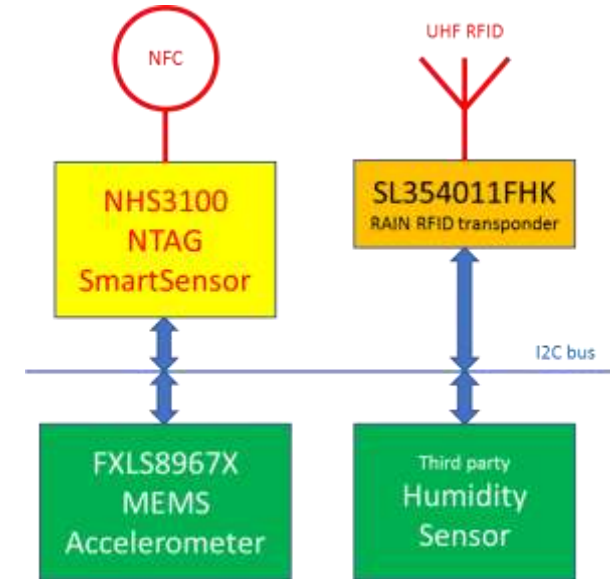 NFC
UHF RFID
NHS3100
NTAG
SmartSensor
SL354011FHK
RAIN RFID transponder
I2C bus
FXLS8967X
MEMS
Accelerometer
Third party
Humidity
Sensor